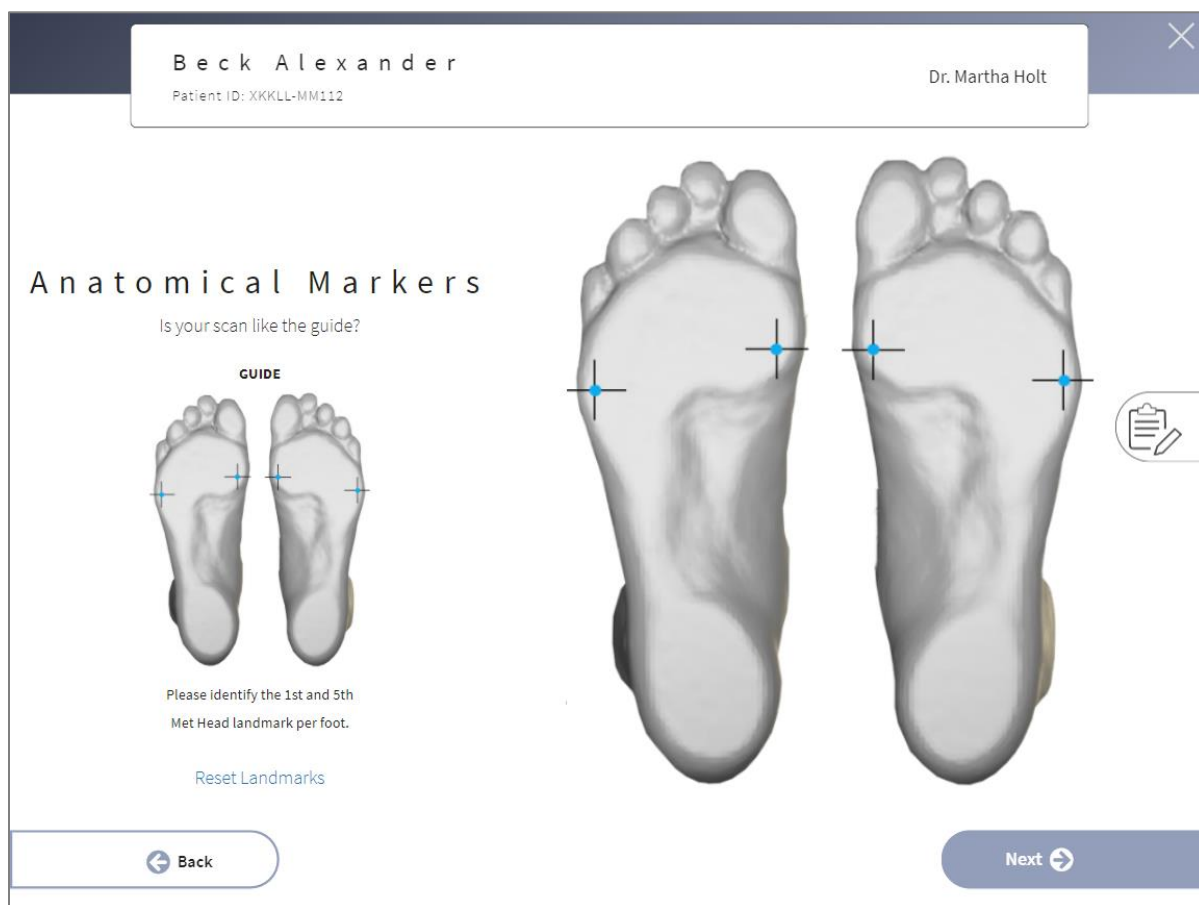 Beck Alexander
Patient ID: XKKLL-MM112
Dr. Martha Holt
Anatomical Markers
Is your scan like the guide?
GUIDE
Please identify the 1st and 5th
Met Head landmark per foot.
Reset Landmarks
Back
Next